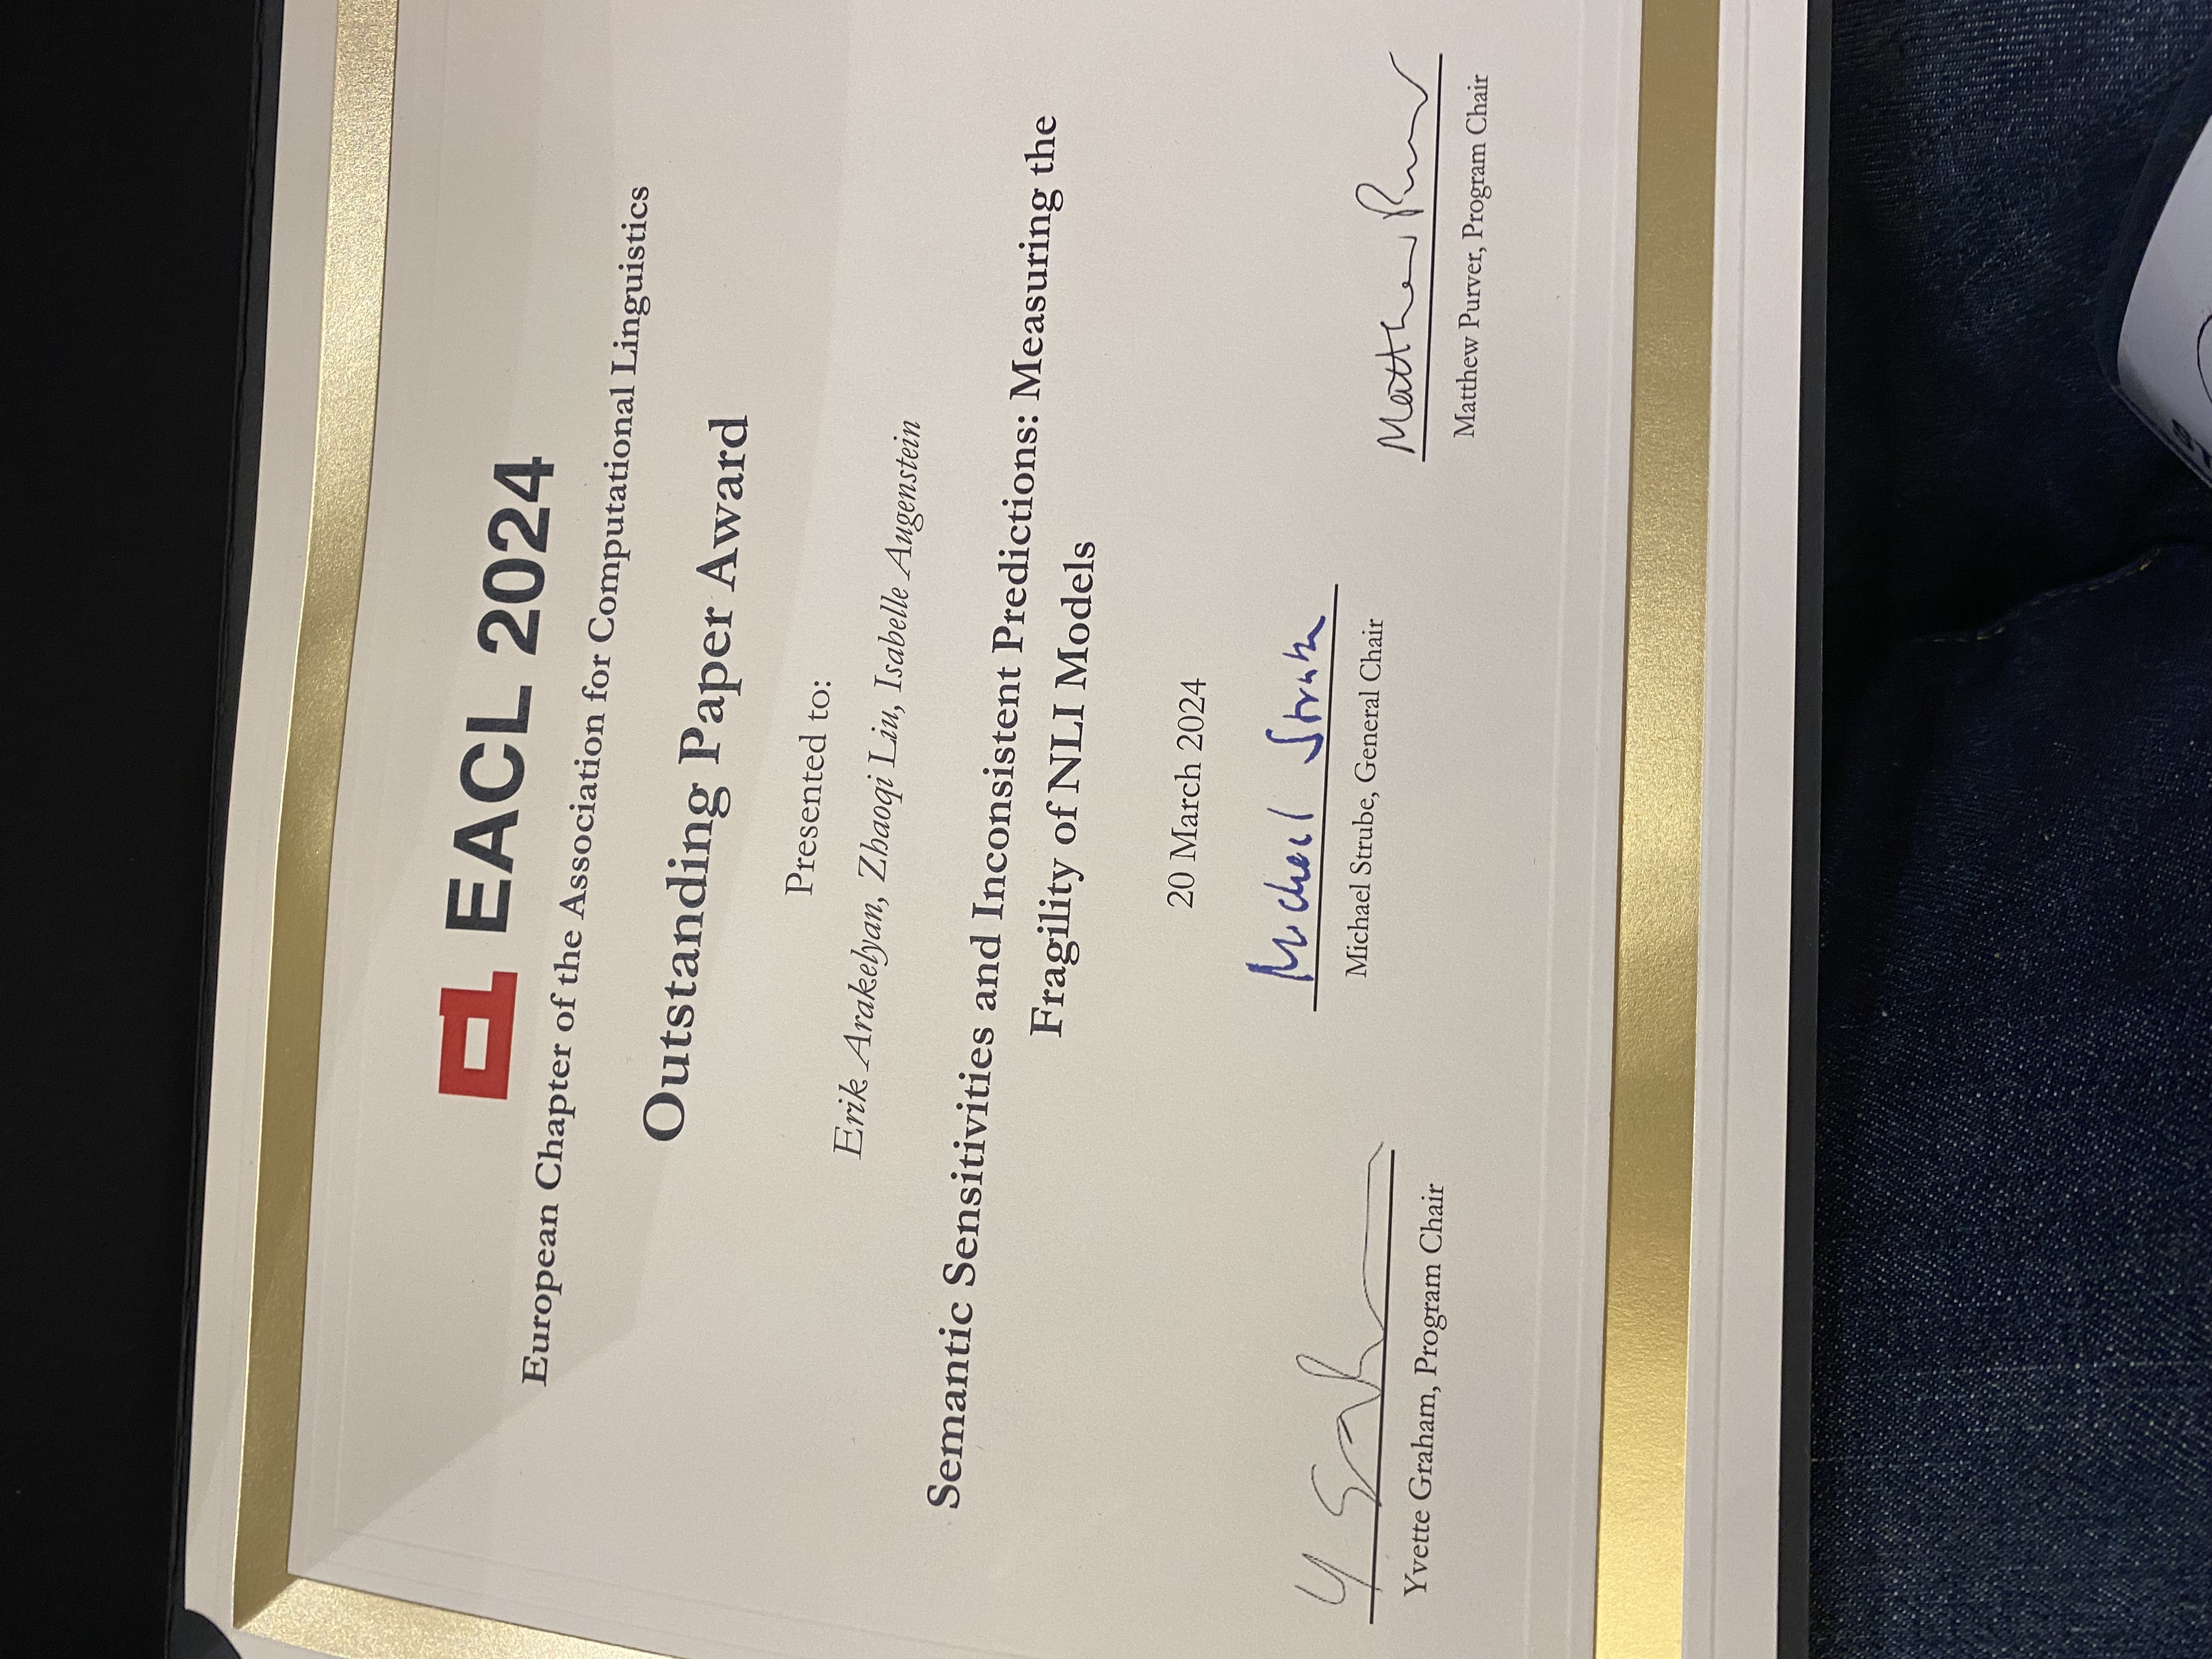 EACL 2024
European Chapter of the Association for Computational Linguistics
Outstanding Paper Award
Presented to:
Erik Arakelyan, Zhaoqi Liu, Isabelle Augenstein
Semantic Sensitivities and Inconsistent Predictions: Measuring the
Fragility of NLI Models
20 March 2024
Michael Strube
Michael Strube, General Chair
Yvette Graham, Program Chair
Matthew Purver
Matthew Purver, Program Chair